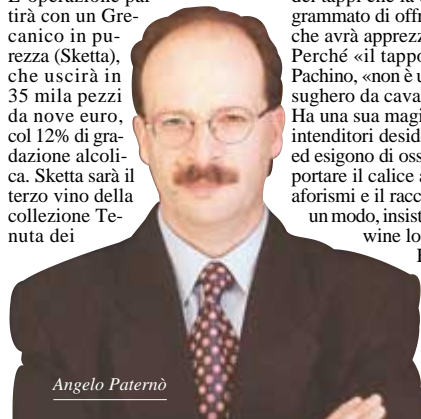 tirà con un Gre-
canico in pu-
rezza (Sketta),
che uscirà in
35 mila pezzi
da nove euro,
col 12% di gra-
dazione alcoli-
ca. Sketta sarà il
terzo vino della
collezione Te-
nuta dei
grammato di offr
che avrà apprezz
Perché «il tappo
Pachino, «non è u
sughero da cava
Ha una sua magi
intenditori desid
ed esigono di oss
portare il calice a
aforismi e il racc
un modo, insist
wine lo
Angelo Paternò